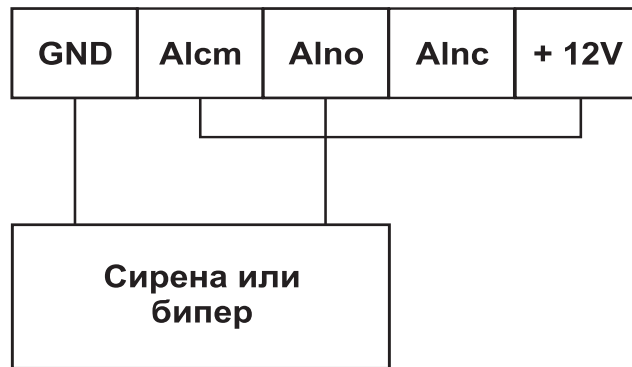 GND Alcm Alno Alnc + 12V
Сирена или
бипер